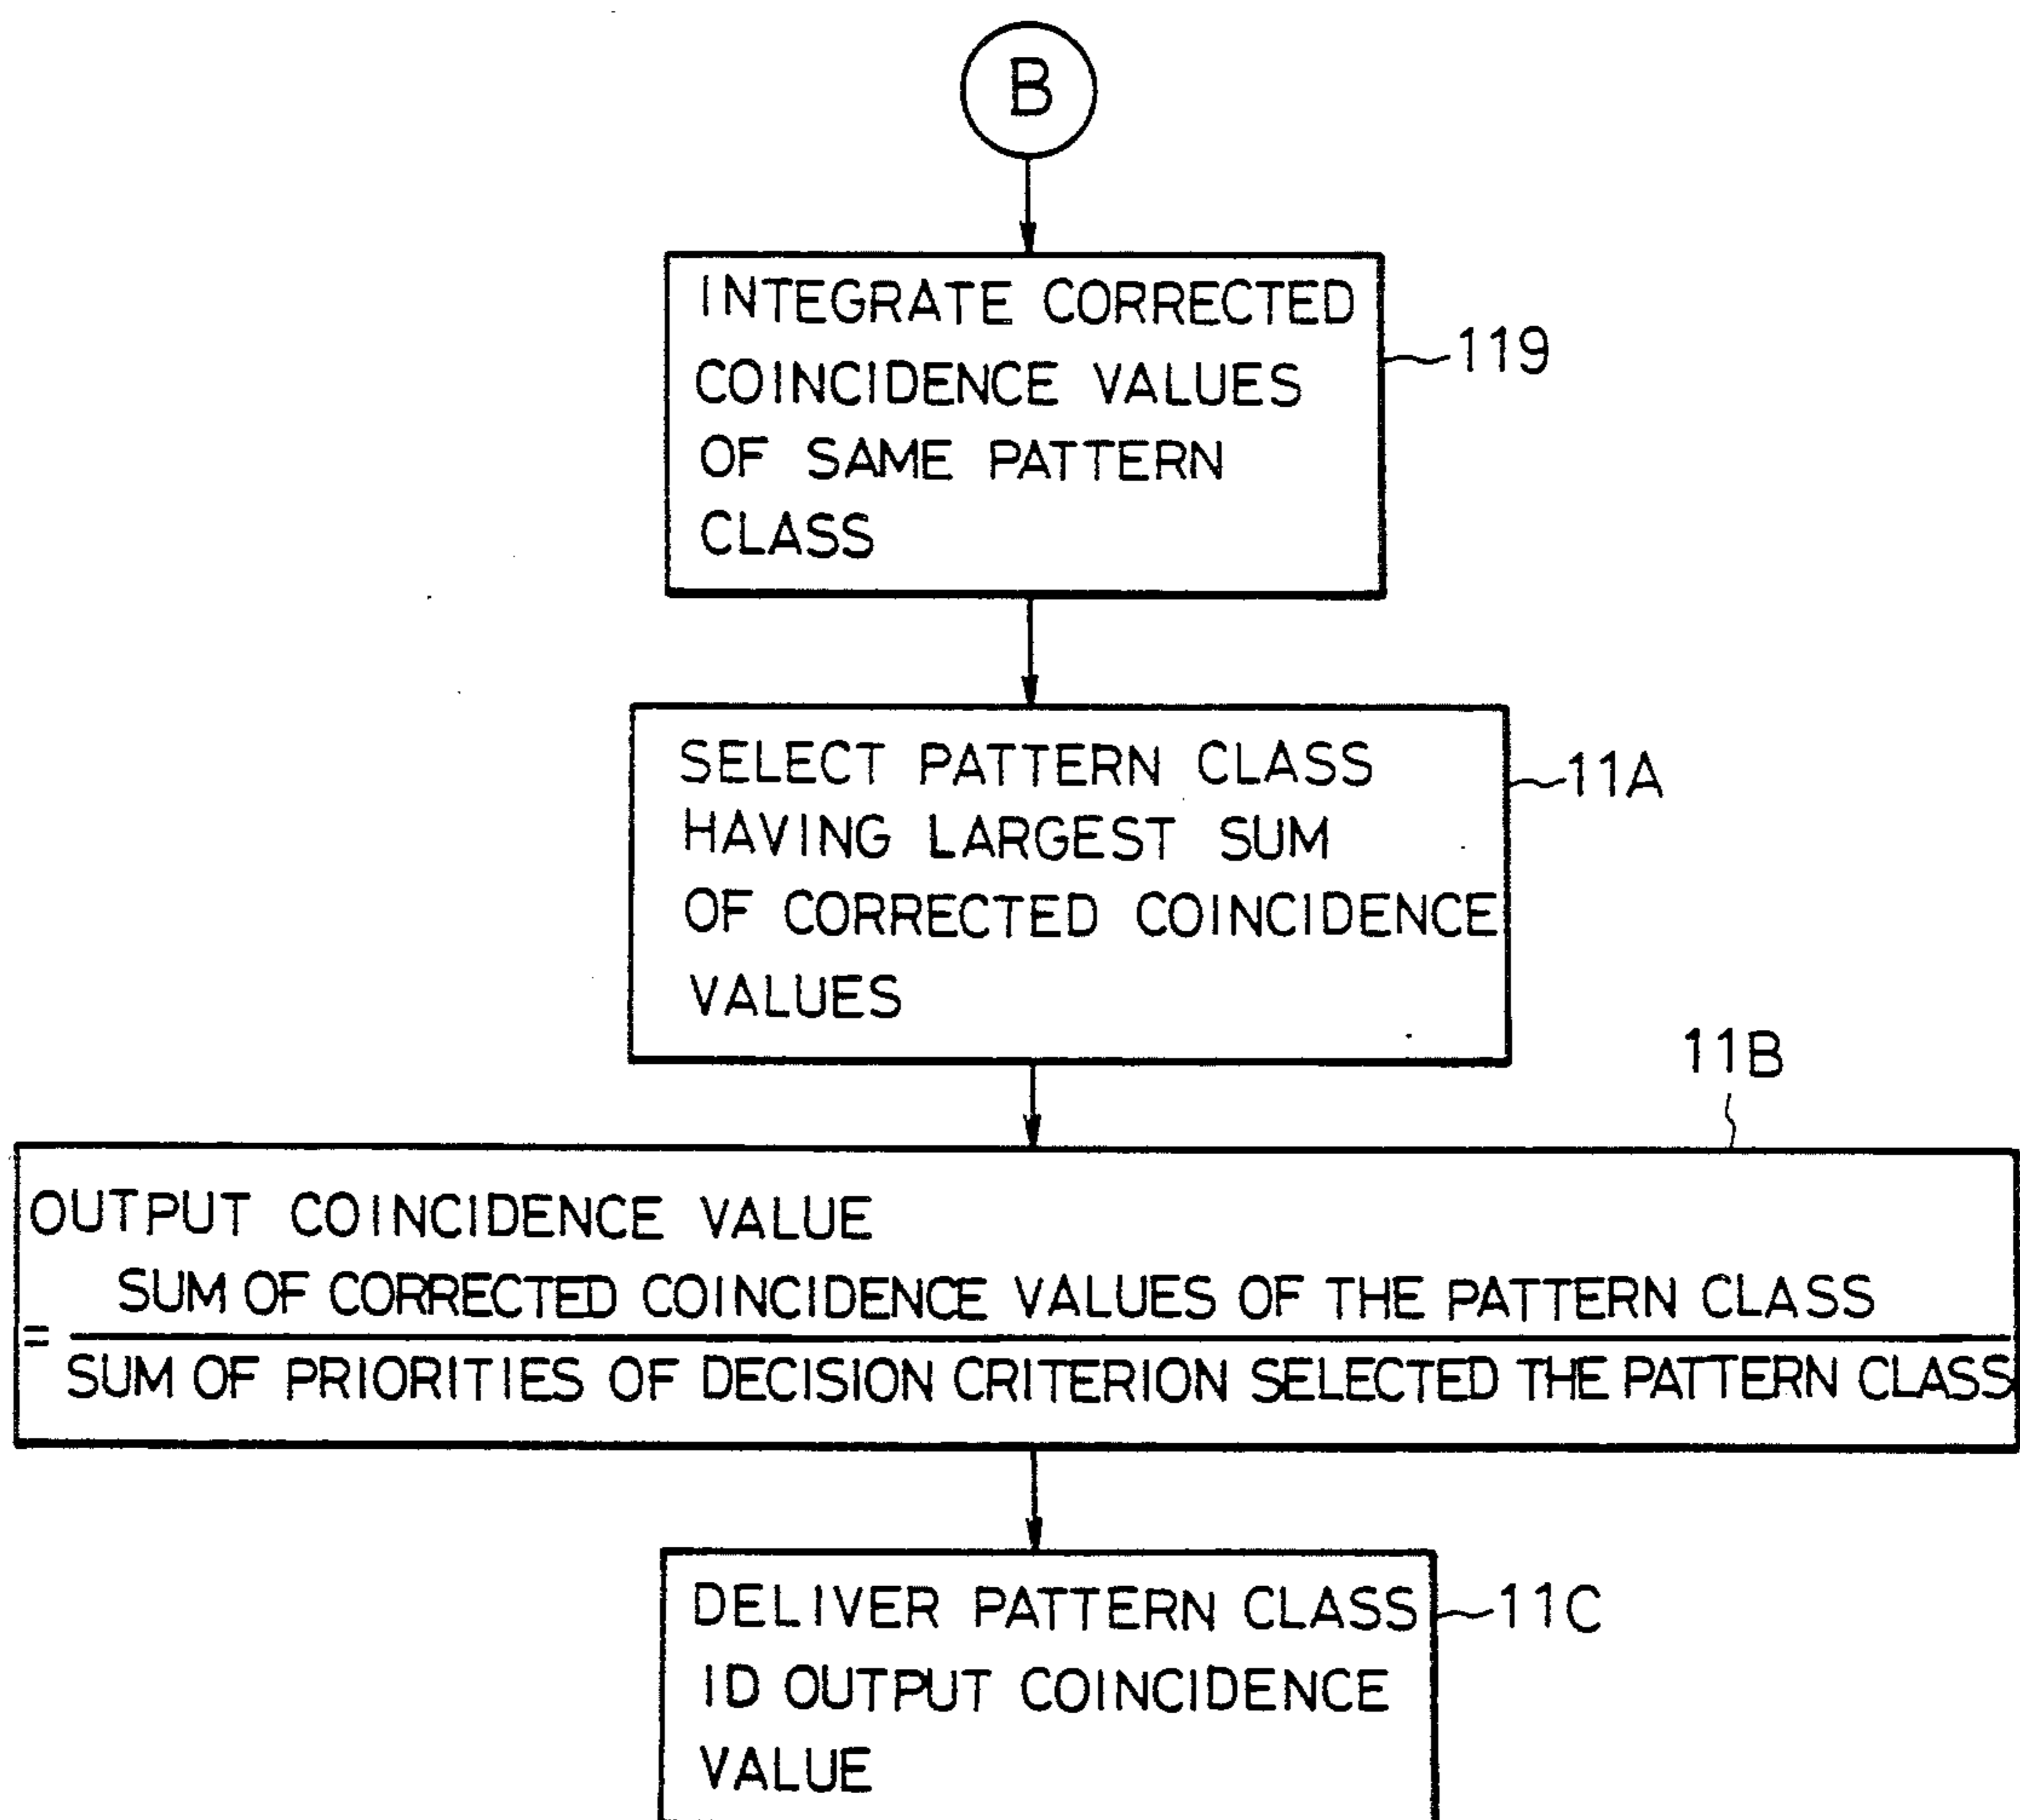 B
INTEGRATE CORRECTED
COINCIDENCE VALUES
OF SAME PATTERN
CLASS
119
SELECT PATTERN CLASS
HAVING LARGEST SUM
OF CORRECTED COINCIDENCE
VALUES
11A
11B
OUTPUT COINCIDENCE VALUE
SUM OF CORRECTED COINCIDENCE VALUES OF THE PATTERN CLASS
=
SUM OF PRIORITIES OF DECISION CRITERION SELECTED THE PATTERN CLASS
DELIVER PATTERN CLASS
ID OUTPUT COINCIDENCE
VALUE
11C